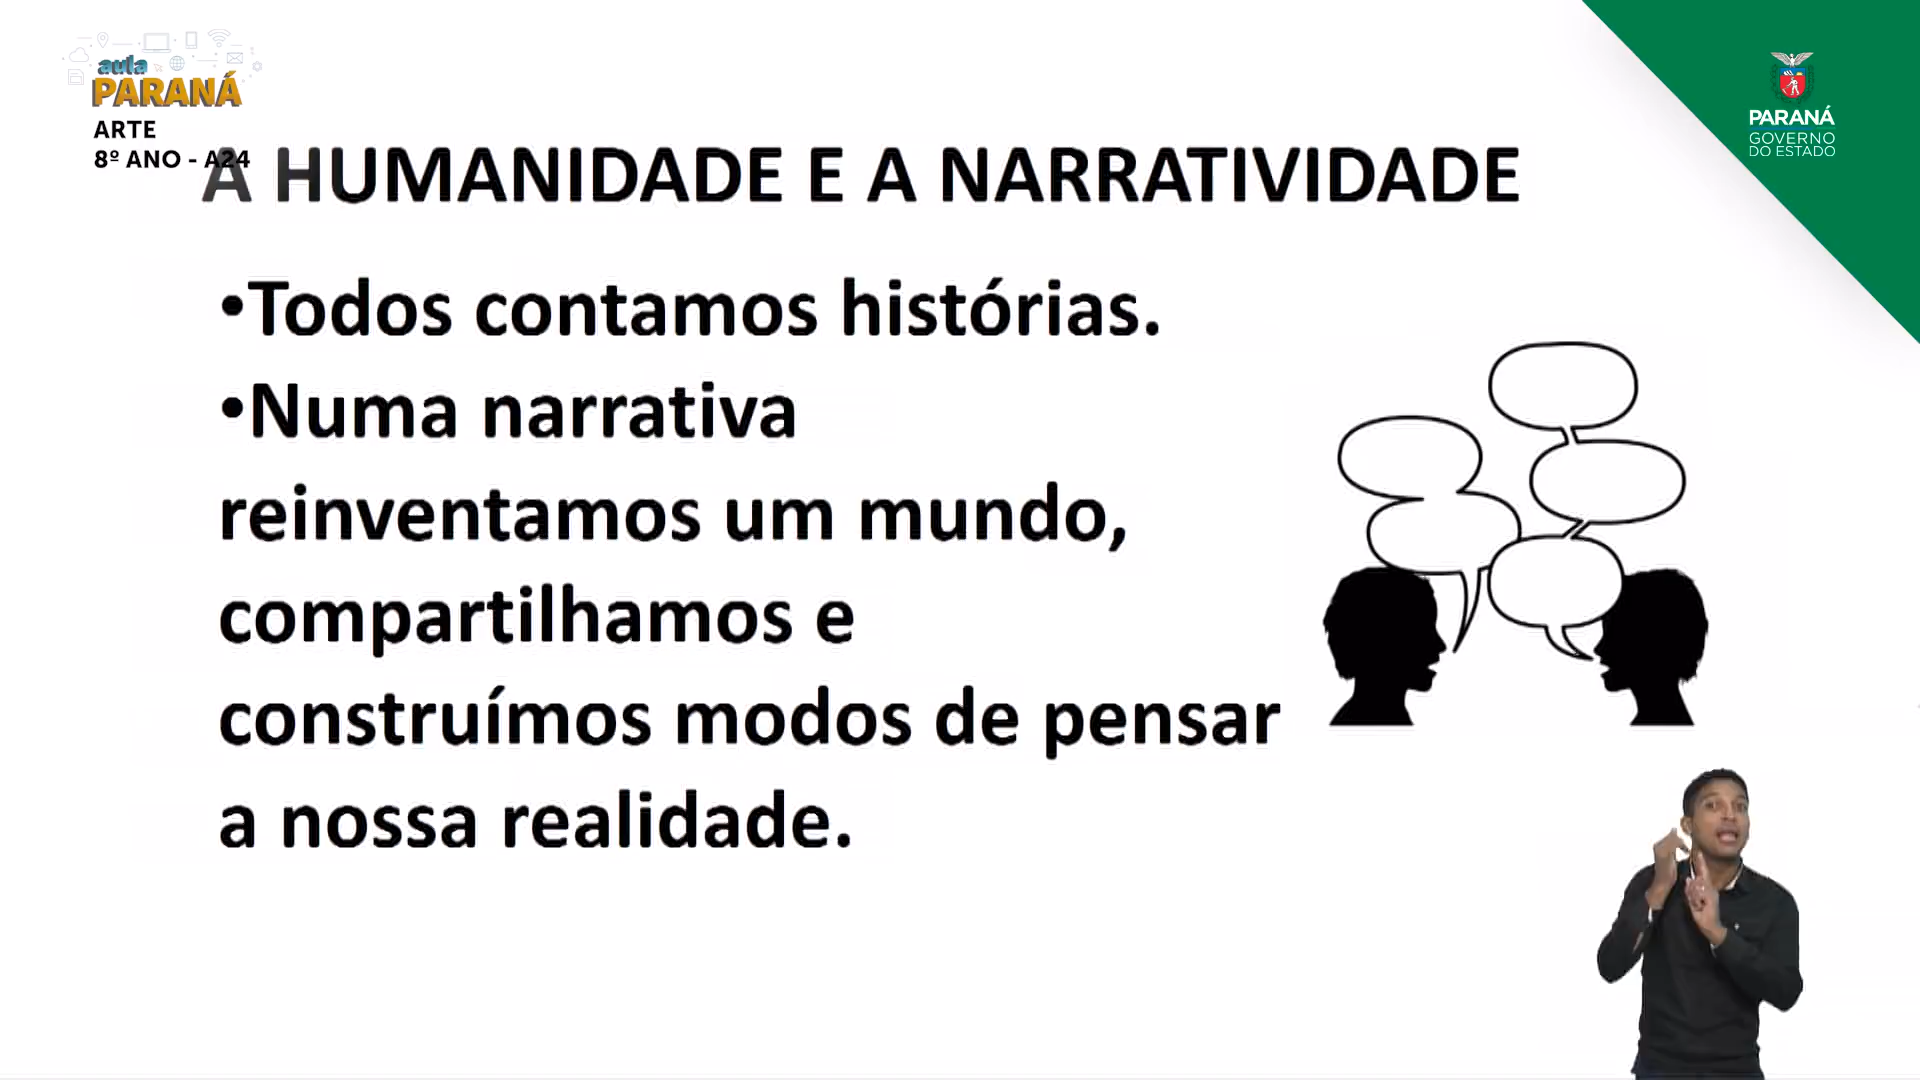 aula
PARANÁ
ARTE
8º ANO - A24
A HUMANIDADE E A NARRATIVIDADE
•Todos contamos histórias.
•Numa narrativa
reinventamos um mundo,
compartilhamos e
construímos modos de pensar
a nossa realidade.
PARANÁ
GOVERNO
DO ESTADO